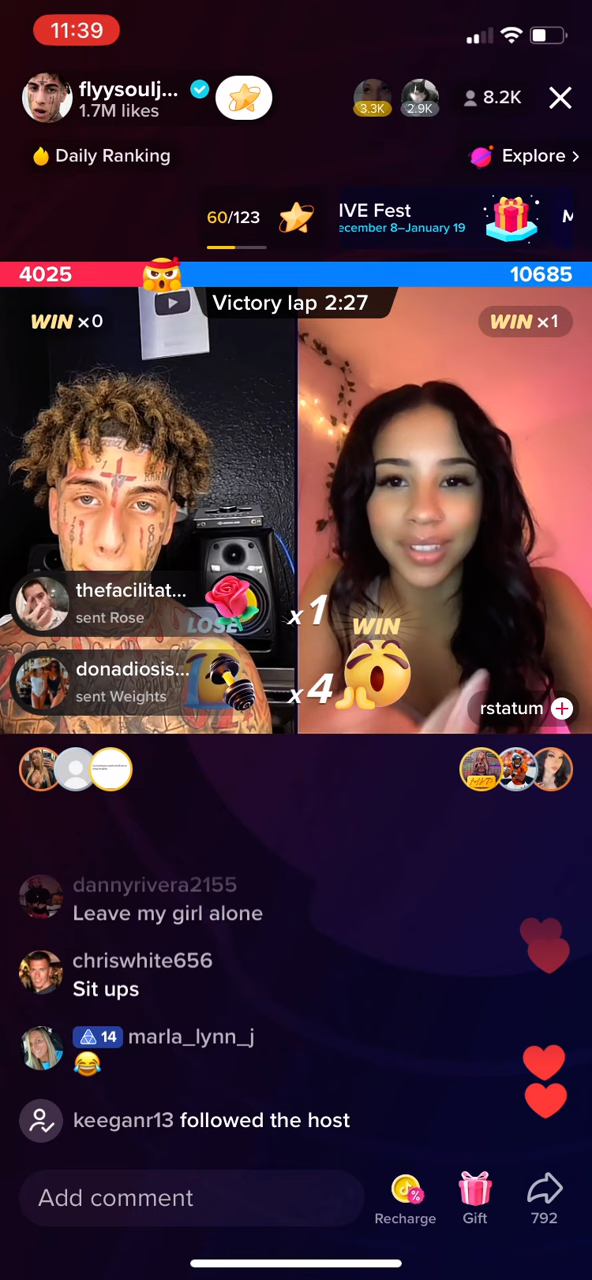 11:39
flyysoulj...
1.7M likes
3.3K
2.9K
8.2K
Daily Ranking
Explore >
60/123
IVE Fest
ecember 8–January 19
4025
10685
Victory lap 2:27
WIN x0
WIN x1
thefacilitat...
sent Rose
x1
LOSE
WIN
donadiosis...
sent Weights
x4
rstatum
dannyrivera2155
Leave my girl alone
chriswhite656
Sit ups
14 marla_lynn_j
😂
keeganr13 followed the host
Add comment
Recharge
Gift
792